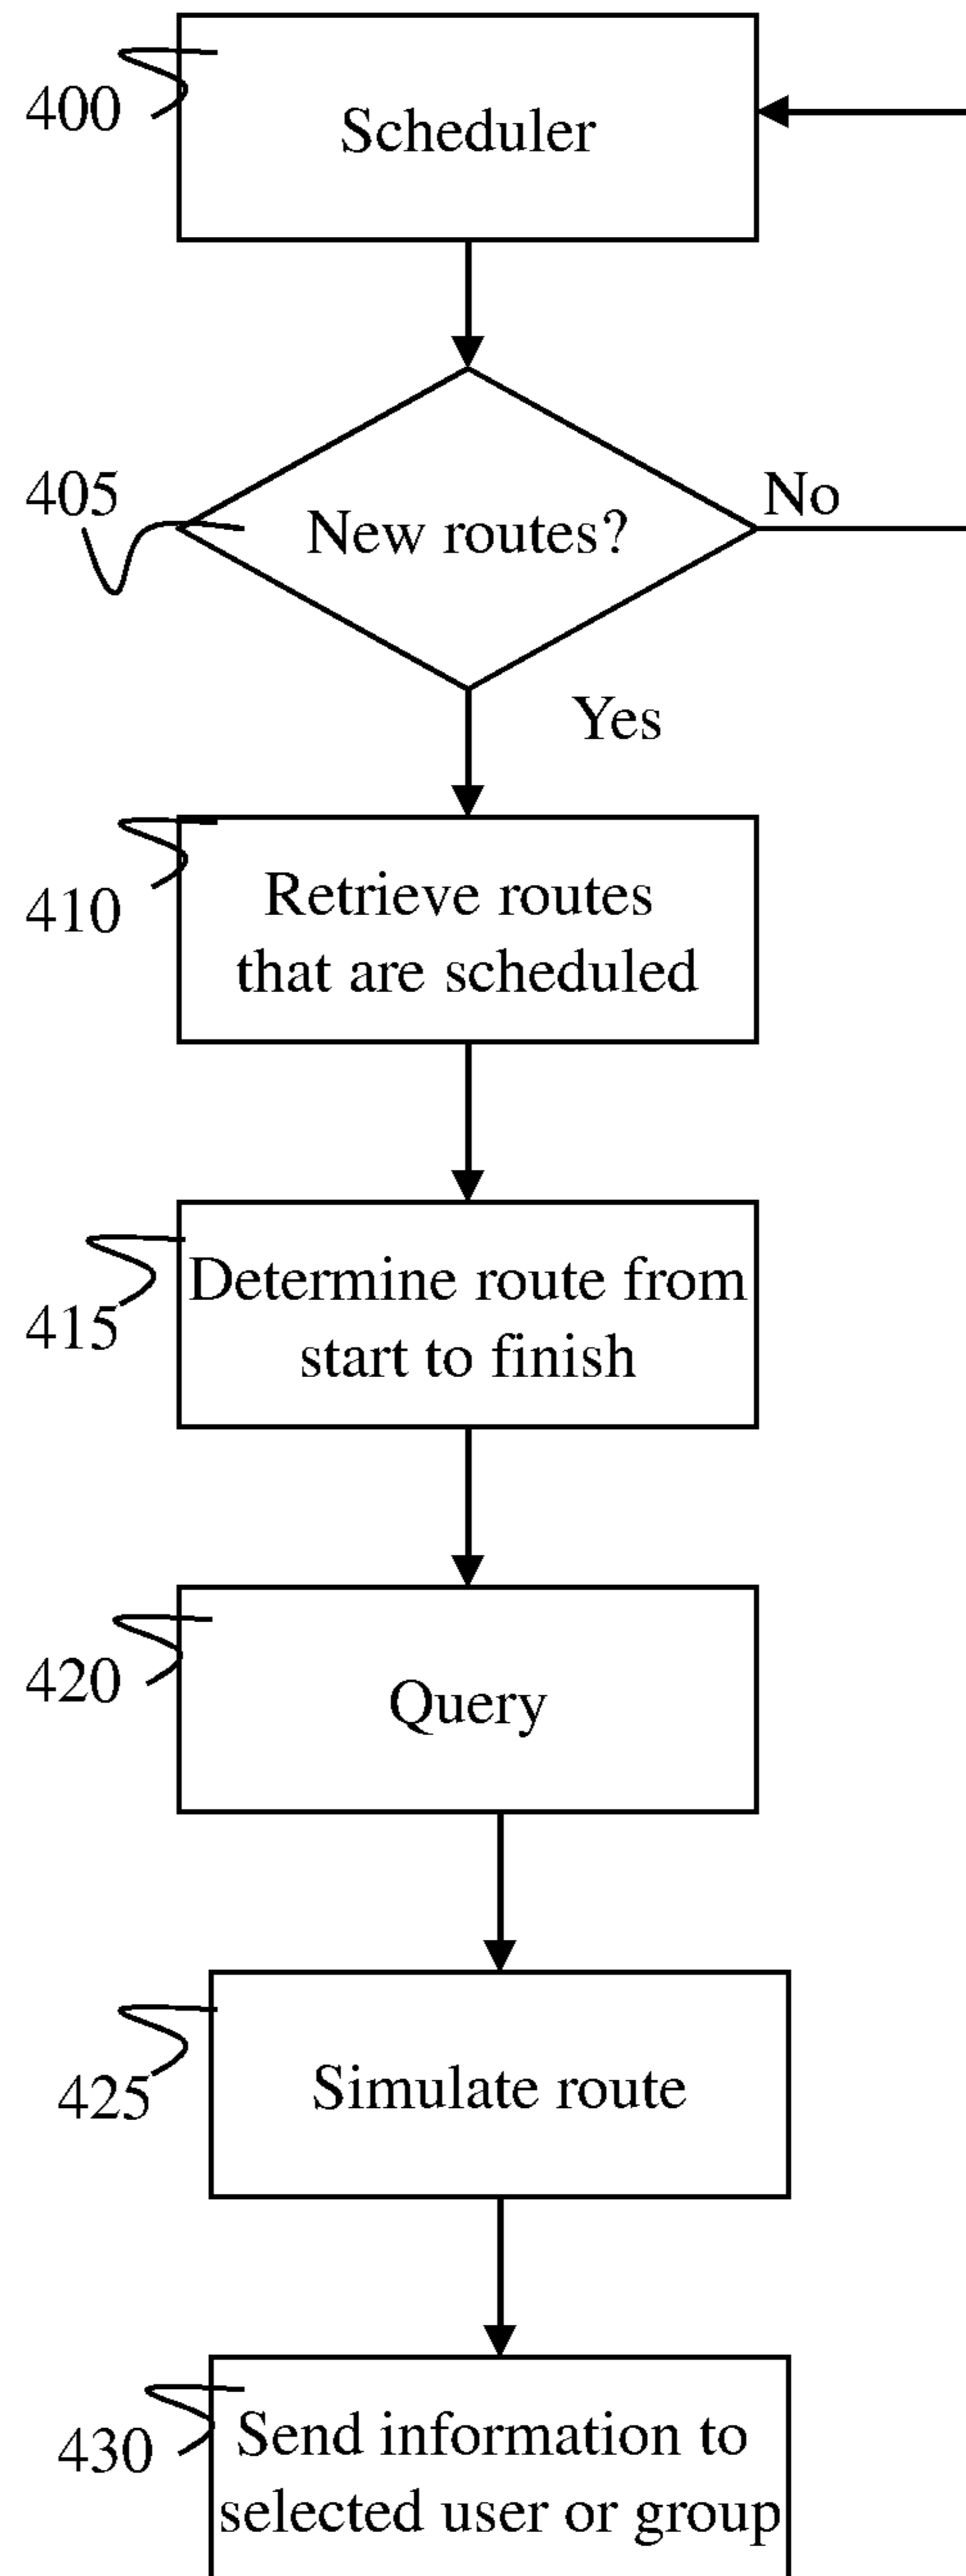 400
Scheduler
405
New routes?
No
Yes
410
Retrieve routes
that are scheduled
415
Determine route from
start to finish
420
Query
425
Simulate route
430
Send information to
selected user or group